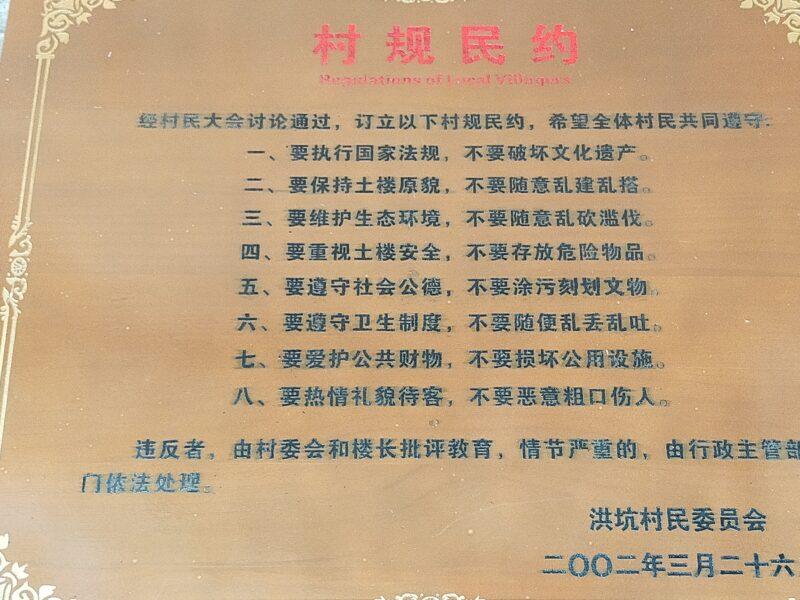 村规民约
Regulations of Local Villagers
经村民大会讨论通过，订立以下村规民约，希望全体村民共同遵守：
一、要执行国家法规，不要破坏文化遗产。
二、要保持土楼原貌，不要随意乱建乱搭。
三、要维护生态环境，不要随意乱砍滥伐。
四、要重视土楼安全，不要存放危险物品。
五、要遵守社会公德，不要涂污刻划文物。
六、要遵守卫生制度，不要随便乱丢乱吐。
七、要爱护公共财物，不要损坏公用设施。
八、要热情礼貌待客，不要恶意粗口伤人。
违反者，由村委会和楼长批评教育，情节严重的，由行政主管部
门依法处理。
洪坑村民委员会
二〇〇二年三月二十六